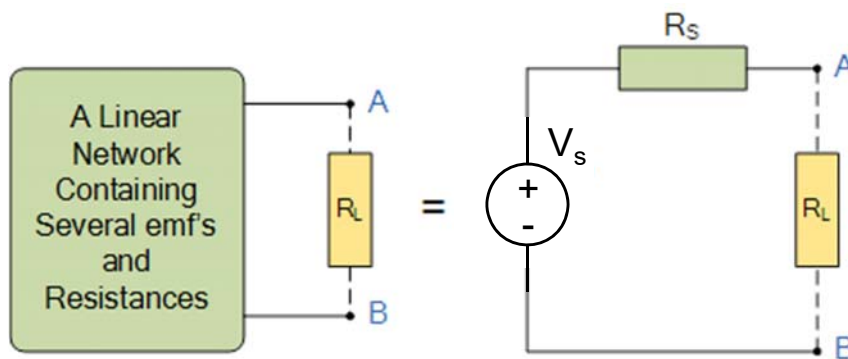 A Linear
Network
Containing
Several emf's
and
Resistances
A
RL
B
=
RS
Vs
+
-
A
RL
B